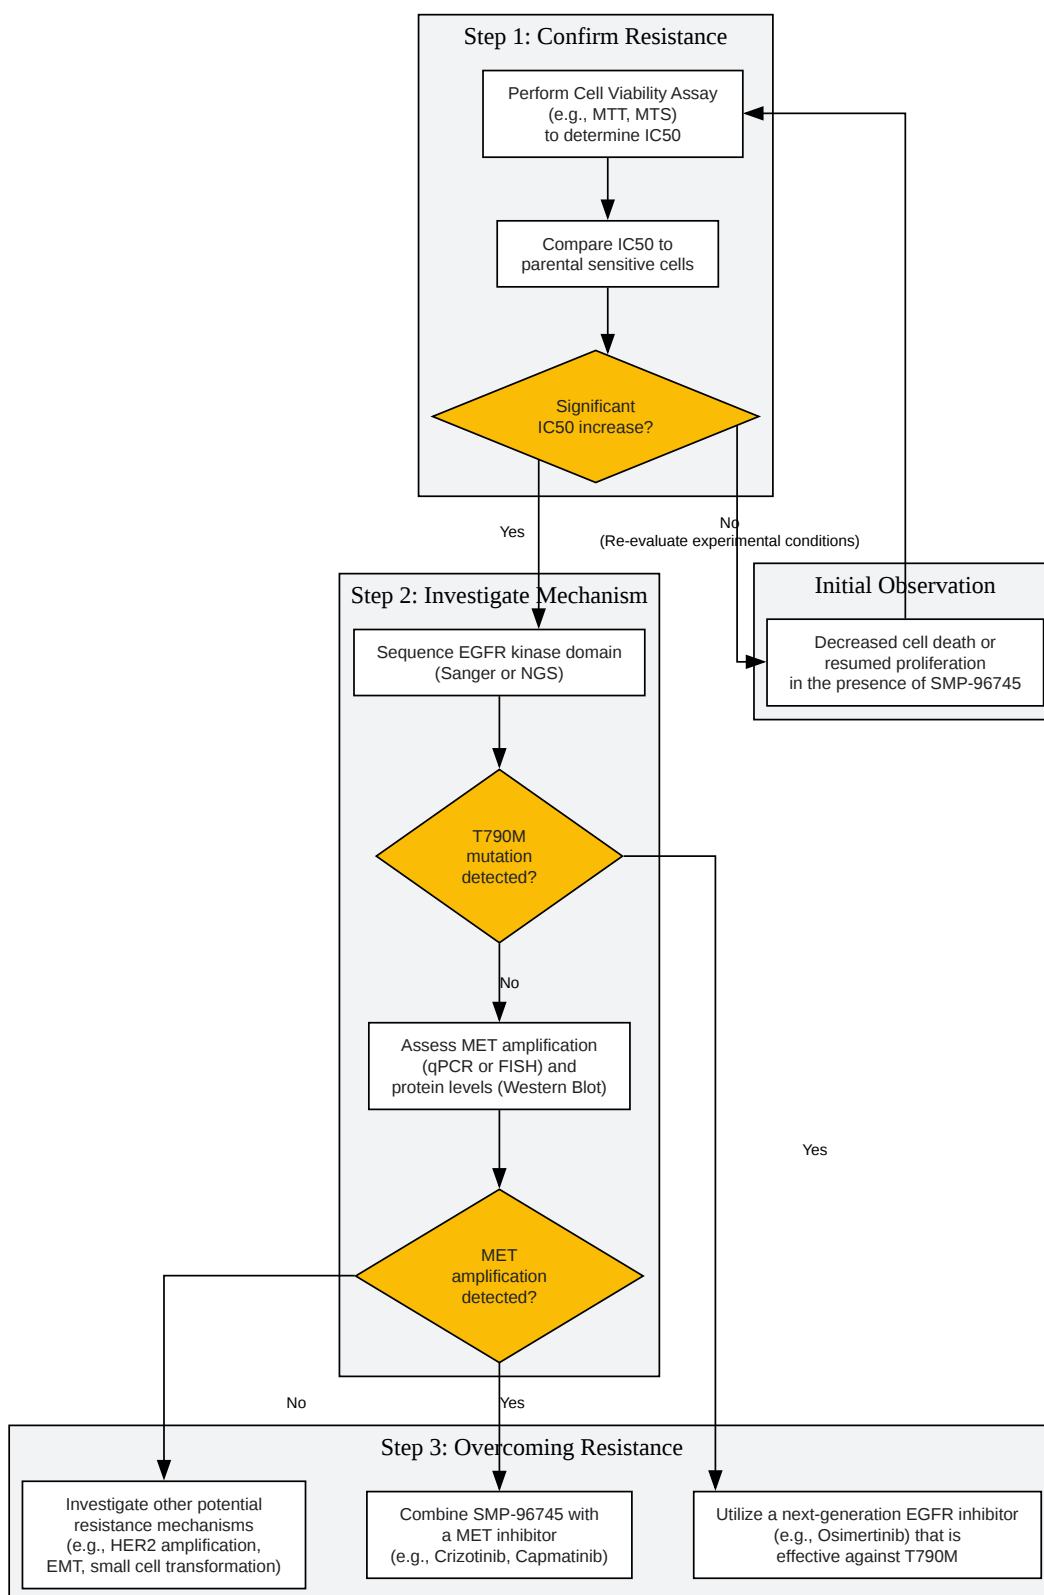 Step 1: Confirm Resistance
Perform Cell Viability Assay
(e.g., MTT, MTS)
to determine IC50
Compare IC50 to
parental sensitive cells
Significant
IC50 increase?
Yes
No
(Re-evaluate experimental conditions)
Initial Observation
Decreased cell death or
resumed proliferation
in the presence of SMP-96745
Step 2: Investigate Mechanism
Sequence EGFR kinase domain
(Sanger or NGS)
T790M
mutation
detected?
No
Assess MET amplification
(qPCR or FISH) and
protein levels (Western Blot)
Yes
MET
amplification
detected?
No
Yes
Step 3: Overcoming Resistance
Investigate other potential
resistance mechanisms
(e.g., HER2 amplification,
EMT, small cell transformation)
Combine SMP-96745 with
a MET inhibitor
(e.g., Crizotinib, Capmatinib)
Utilize a next-generation EGFR inhibitor
(e.g., Osimertinib) that is
effective against T790M